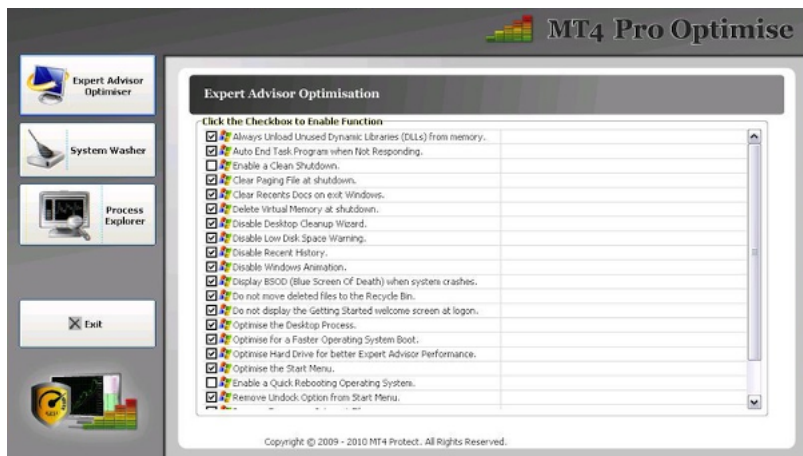 MT4 Pro Optimise
Expert Advisor
Optimiser
System Washer
Process
Explorer
Exit
Expert Advisor Optimisation
Click the Checkbox to Enable Function
Always Unload Unused Dynamic Libraries (DLLs) from memory.
Auto End Task Program when Not Responding.
Enable a Clean Shutdown.
Clear Paging File at shutdown.
Clear Recents Docs on exit Windows.
Delete Virtual Memory at shutdown.
Disable Desktop Cleanup Wizard.
Disable Low Disk Space Warning.
Disable Recent History.
Disable Windows Animation.
Display BSOD (Blue Screen Of Death) when system crashes.
Do not move deleted files to the Recycle Bin.
Do not display the Getting Started welcome screen at logon.
Optimise the Desktop Process.
Optimise for a Faster Operating System Boot.
Optimise Hard Drive for better Expert Advisor Performance.
Optimise the Start Menu.
Enable a Quick Rebooting Operating System.
Remove Undock Option from Start Menu.
Copyright © 2009 - 2010 MT4 Protect. All Rights Reserved.